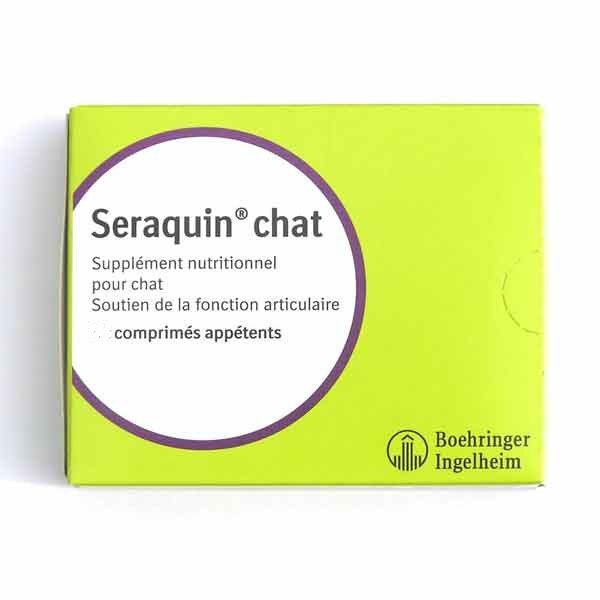 Seraquin® chat
Supplément nutritionnel
pour chat
Soutien de la fonction articulaire
comprimés appétents
Boehringer
Ingelheim